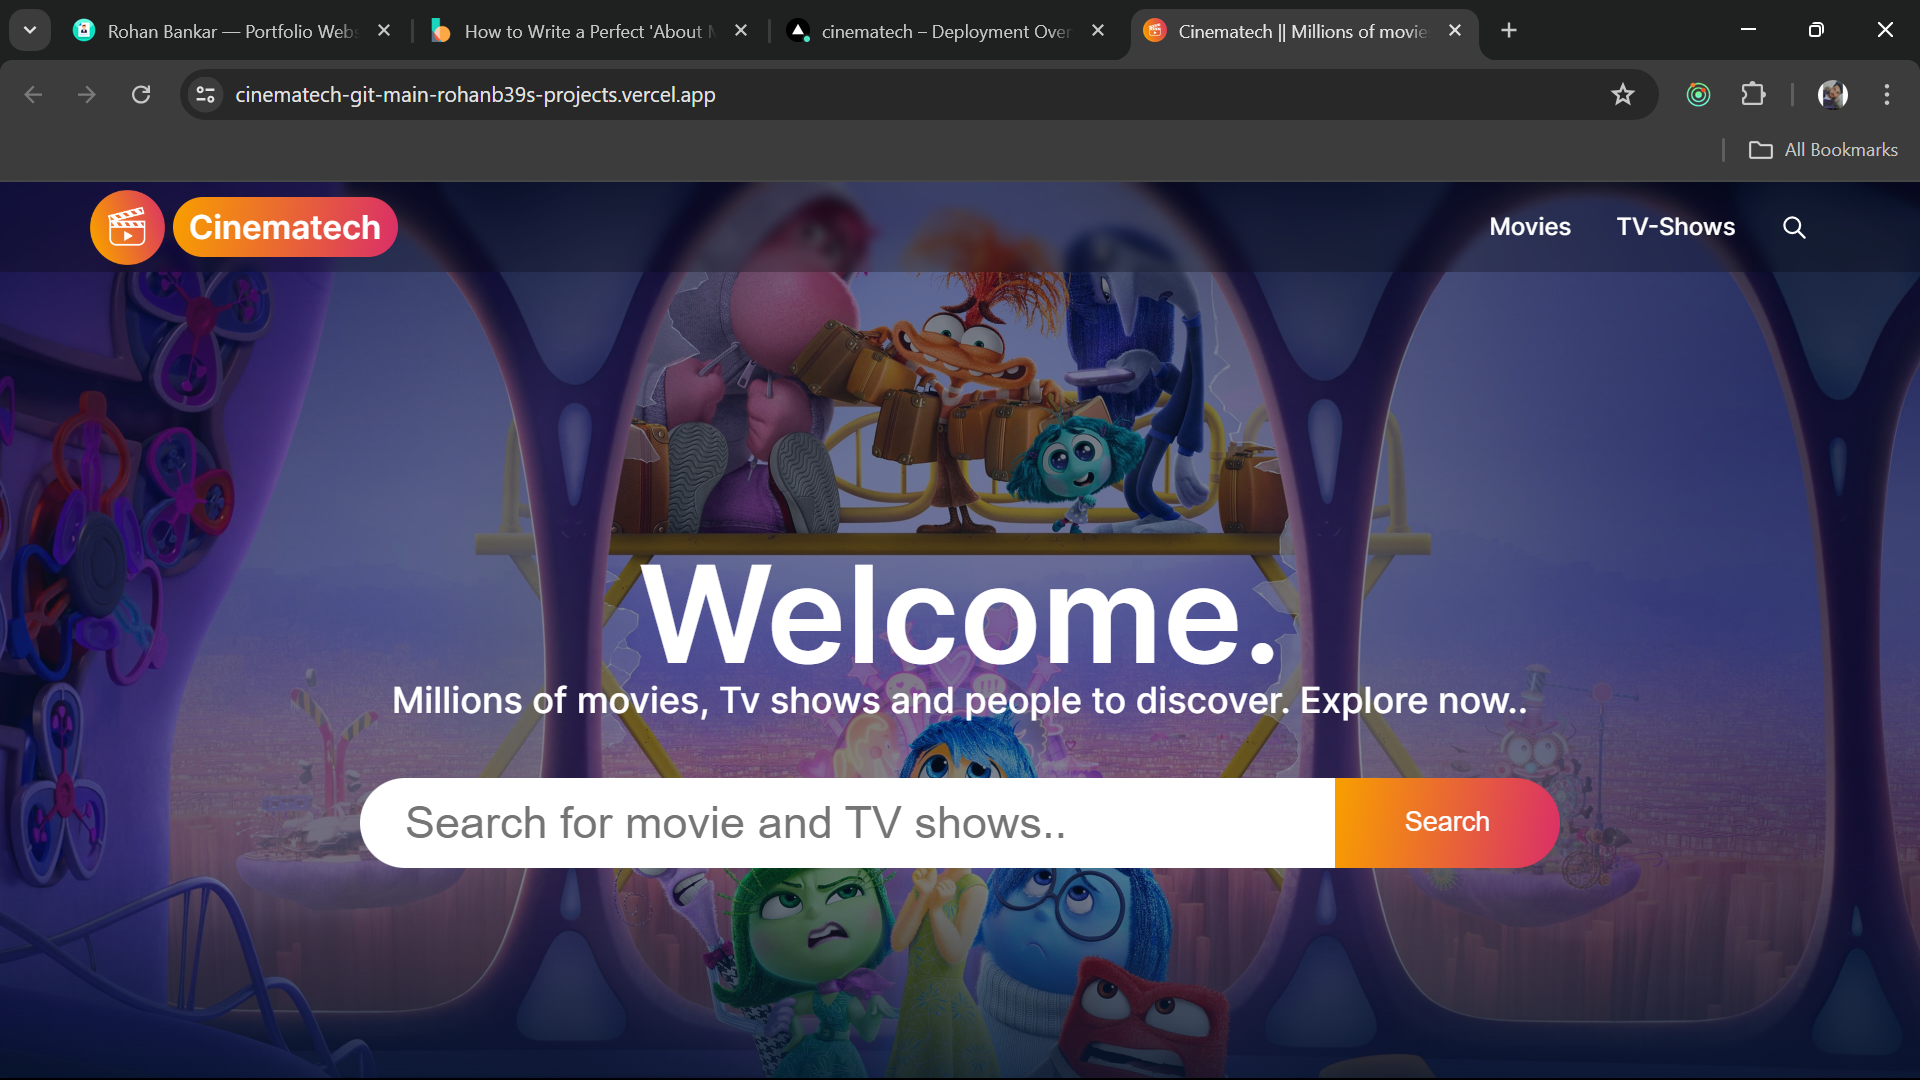 Rohan Bankar — Portfolio Webs
How to Write a Perfect 'About M
cinematech – Deployment Over
Cinematech || Millions of movie
cinematech-git-main-rohanb39s-projects.vercel.app
All Bookmarks
Cinematech
Movies
TV-Shows
Welcome.
Millions of movies, Tv shows and people to discover. Explore now..
Search for movie and TV shows..
Search